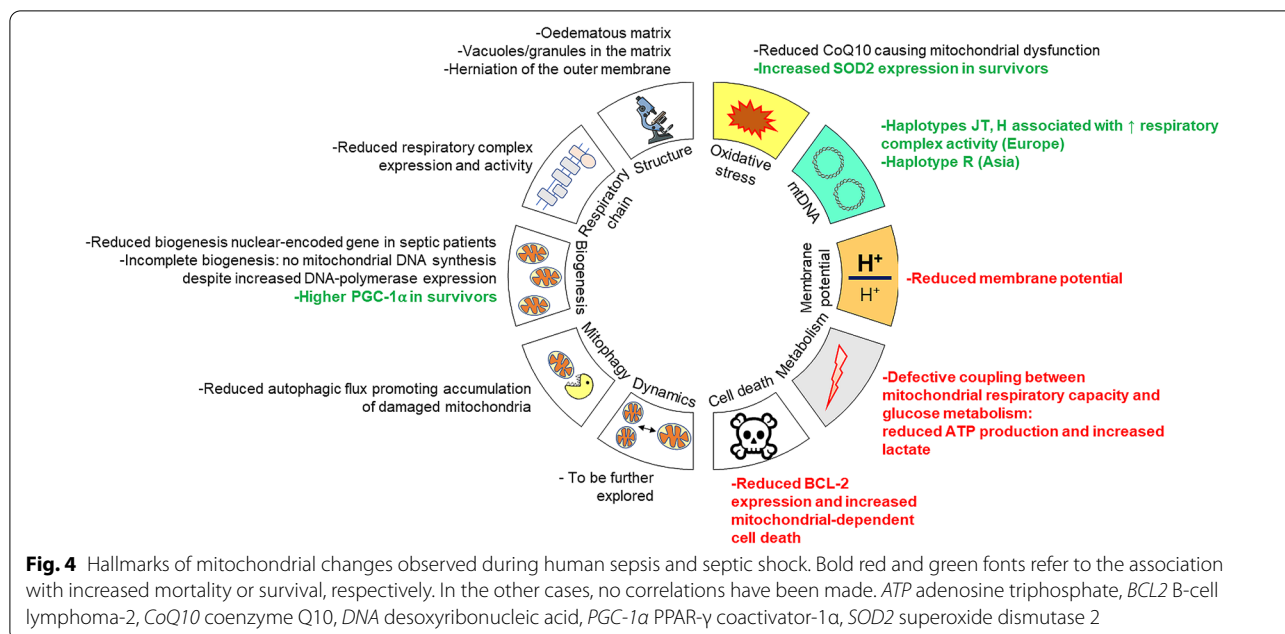 -Oedematous matrix
-Vacuoles/granules in the matrix
-Herniation of the outer membrane
-Reduced CoQ10 causing mitochondrial dysfunction
-Increased SOD2 expression in survivors
-Haplotypes JT, H associated with ↑ respiratory
complex activity (Europe)
-Haplotype R (Asia)
-Reduced respiratory complex
expression and activity
Structure
Oxidative
stress
Respiratory
chain
mtDNA
-Reduced biogenesis nuclear-encoded gene in septic patients
-Incomplete biogenesis: no mitochondrial DNA synthesis
despite increased DNA-polymerase expression
-Higher PGC-1α in survivors
Biogenesis
Membrane
potential
H+
H+
-Reduced membrane potential
Mitophagy
Metabolism
-Reduced autophagic flux promoting accumulation
of damaged mitochondria
Dynamics
Cell death
-Defective coupling between
mitochondrial respiratory capacity and
glucose metabolism:
reduced ATP production and increased
lactate
- To be further
explored
-Reduced BCL-2
expression and increased
mitochondrial-dependent
cell death
Fig. 4 Hallmarks of mitochondrial changes observed during human sepsis and septic shock. Bold red and green fonts refer to the association
with increased mortality or survival, respectively. In the other cases, no correlations have been made. ATP adenosine triphosphate, BCL2 B-cell
lymphoma-2, CoQ10 coenzyme Q10, DNA desoxyribonucleic acid, PGC-1α PPAR-γ coactivator-1α, SOD2 superoxide dismutase 2